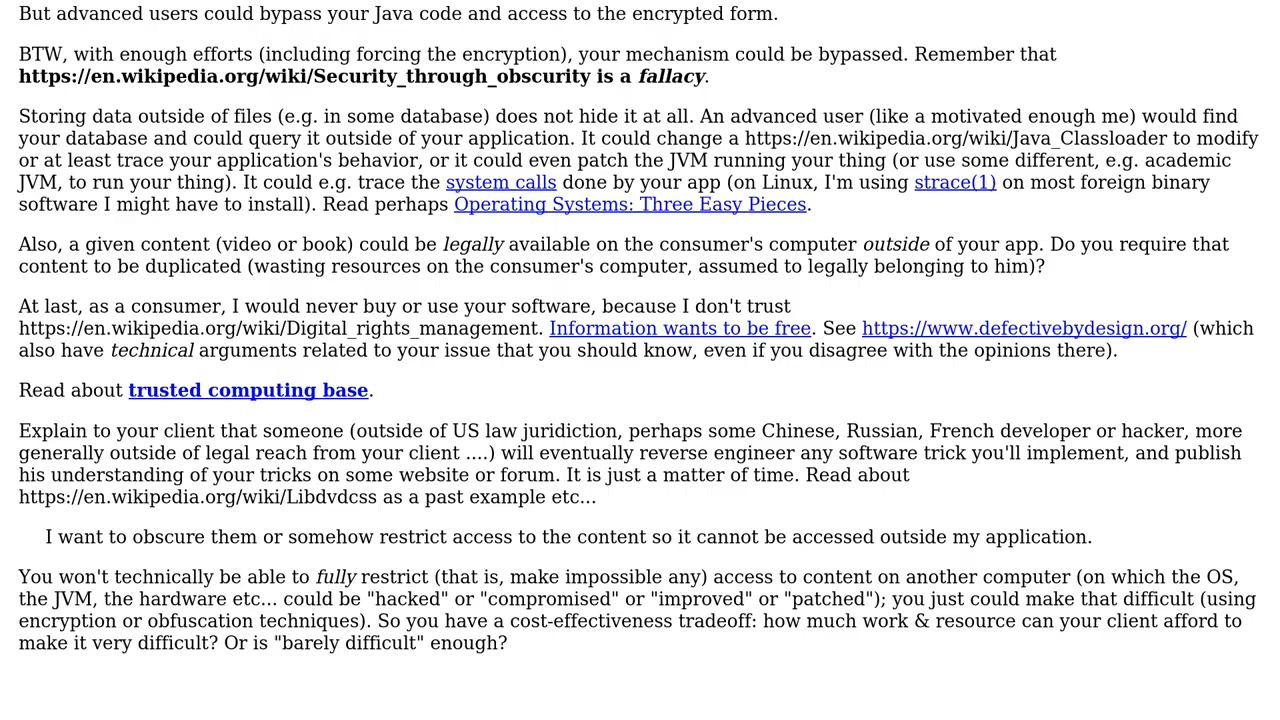 But advanced users could bypass your Java code and access to the encrypted form.
BTW, with enough efforts (including forcing the encryption), your mechanism could be bypassed. Remember that
https://en.wikipedia.org/wiki/Security_through_obscurity is a fallacy.
Storing data outside of files (e.g. in some database) does not hide it at all. An advanced user (like a motivated enough me) would find
your database and could query it outside of your application. It could change a https://en.wikipedia.org/wiki/Java_Classloader to modify
or at least trace your application's behavior, or it could even patch the JVM running your thing (or use some different, e.g. academic
JVM, to run your thing). It could e.g. trace the system calls done by your app (on Linux, I'm using strace(1) on most foreign binary
software I might have to install). Read perhaps Operating Systems: Three Easy Pieces.
Also, a given content (video or book) could be legally available on the consumer's computer outside of your app. Do you require that
content to be duplicated (wasting resources on the consumer's computer, assumed to legally belonging to him)?
At last, as a consumer, I would never buy or use your software, because I don't trust
https://en.wikipedia.org/wiki/Digital_rights_management. Information wants to be free. See https://www.defectivebydesign.org/ (which
also have technical arguments related to your issue that you should know, even if you disagree with the opinions there).
Read about trusted computing base.
Explain to your client that someone (outside of US law juridiction, perhaps some Chinese, Russian, French developer or hacker, more
generally outside of legal reach from your client ....) will eventually reverse engineer any software trick you'll implement, and publish
his understanding of your tricks on some website or forum. It is just a matter of time. Read about
https://en.wikipedia.org/wiki/Libdvdcss as a past example etc...
I want to obscure them or somehow restrict access to the content so it cannot be accessed outside my application.
You won't technically be able to fully restrict (that is, make impossible any) access to content on another computer (on which the OS,
the JVM, the hardware etc... could be "hacked" or "compromised" or "improved" or "patched"); you just could make that difficult (using
encryption or obfuscation techniques). So you have a cost-effectiveness tradeoff: how much work & resource can your client afford to
make it very difficult? Or is "barely difficult" enough?